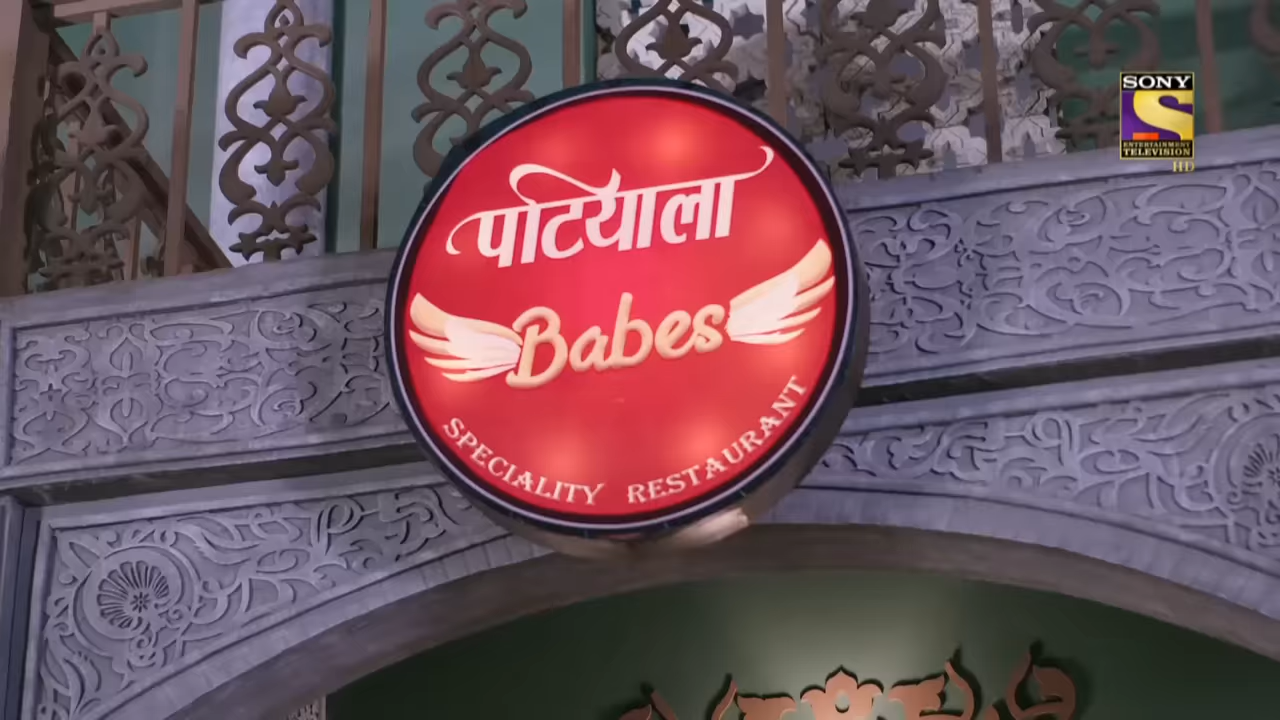 SONY
ENTERTAINMENT
TELEVISION
HD
पटियाला
Babes
SPECIALITY RESTAURANT